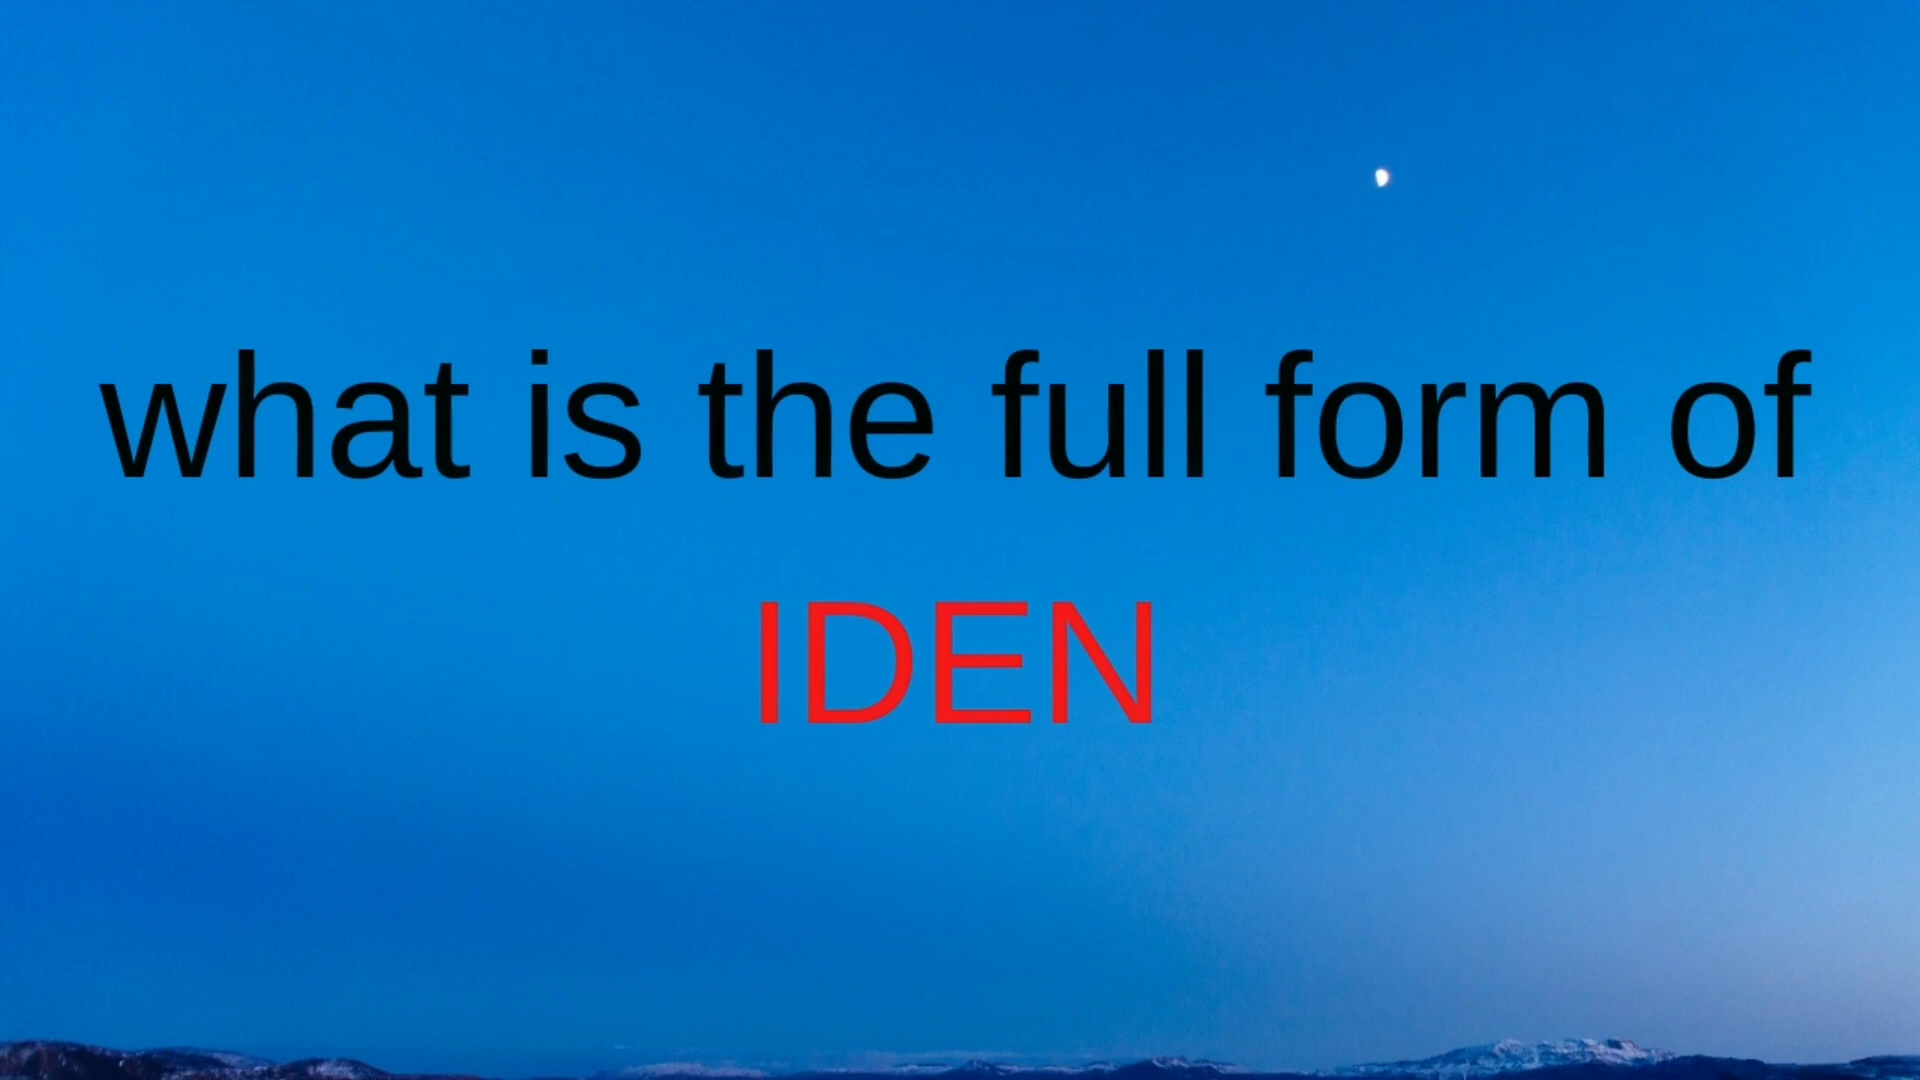 what is the full form of
IDEN